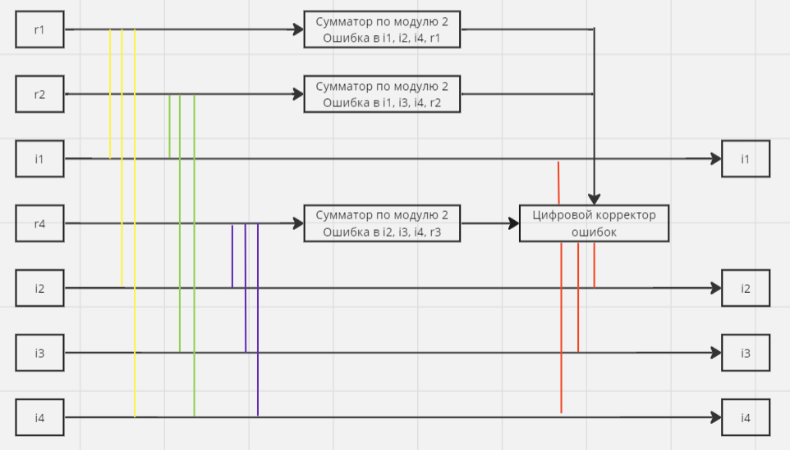 r1
Сумматор по модулю 2
Ошибка в i1, i2, i4, r1
r2
Сумматор по модулю 2
Ошибка в i1, i3, i4, r2
i1
i1
r4
Сумматор по модулю 2
Ошибка в i2, i3, i4, r3
Цифровой корректор
ошибок
i2
i2
i3
i3
i4
i4